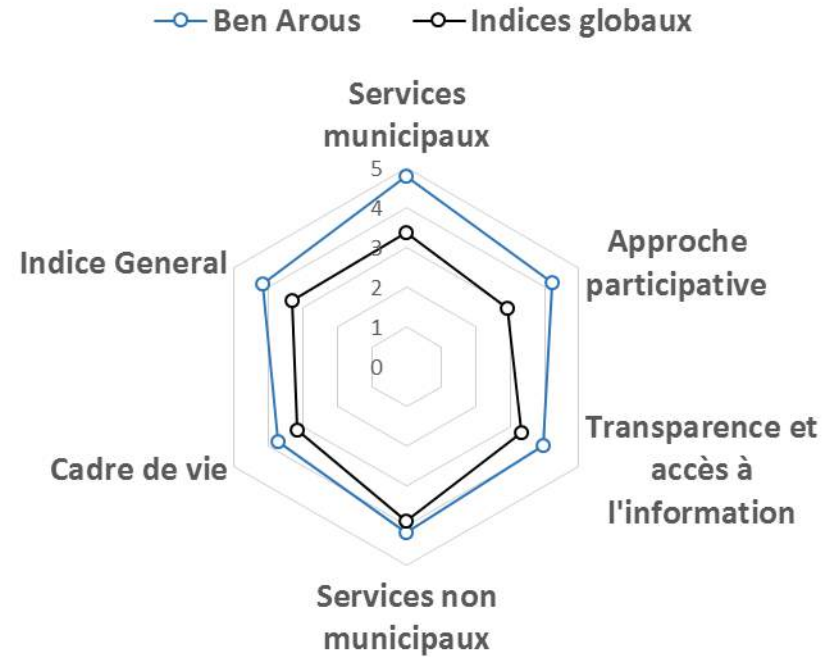 Ben Arous
Indices globaux
Services
municipaux
5
4
3
2
1
0
Indice General
Approche
participative
Cadre de vie
Transparence et
accès à
l'information
Services non
municipaux